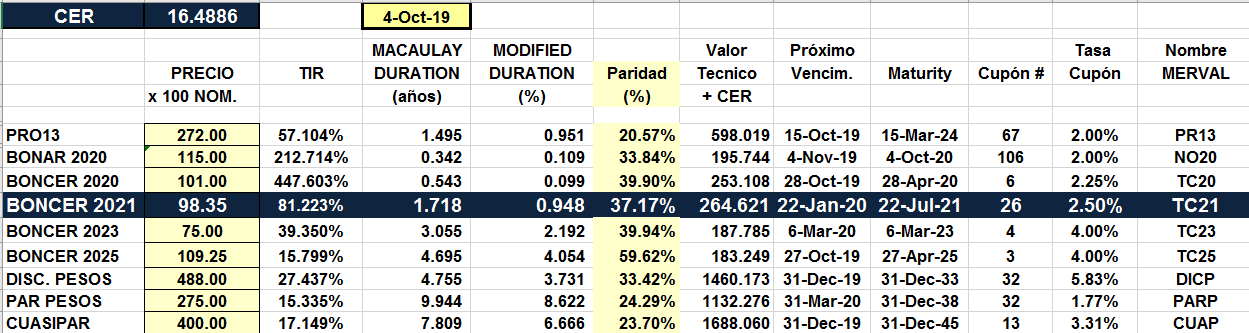 CER 16.4886 4-Oct-19
MACAULAY MODIFIED Valor Próximo Tasa Nombre
PRECIO TIR DURATION DURATION Paridad Tecnico Vencim. Maturity Cupón # Cupón MERVAL
x 100 NOM. (años) (%) (%) + CER
PRO13 272.00 57.104% 1.495 0.951 20.57% 598.019 15-Oct-19 15-Mar-24 67 2.00% PR13
BONAR 2020 115.00 212.714% 0.342 0.109 33.84% 195.744 4-Nov-19 4-Oct-20 106 2.00% NO20
BONCER 2020 101.00 447.603% 0.543 0.099 39.90% 253.108 28-Oct-19 28-Apr-20 6 2.25% TC20
BONCER 2021 98.35 81.223% 1.718 0.948 37.17% 264.621 22-Jan-20 22-Jul-21 26 2.50% TC21
BONCER 2023 75.00 39.350% 3.055 2.192 39.94% 187.785 6-Mar-20 6-Mar-23 4 4.00% TC23
BONCER 2025 109.25 15.799% 4.695 4.054 59.62% 183.249 27-Oct-19 27-Apr-25 3 4.00% TC25
DISC. PESOS 488.00 27.437% 4.755 3.731 33.42% 1460.173 31-Dec-19 31-Dec-33 32 5.83% DICP
PAR PESOS 275.00 15.335% 9.944 8.622 24.29% 1132.276 31-Mar-20 31-Dec-38 32 1.77% PARP
CUASIPAR 400.00 17.149% 7.809 6.666 23.70% 1688.060 31-Dec-19 31-Dec-45 13 3.31% CUAP